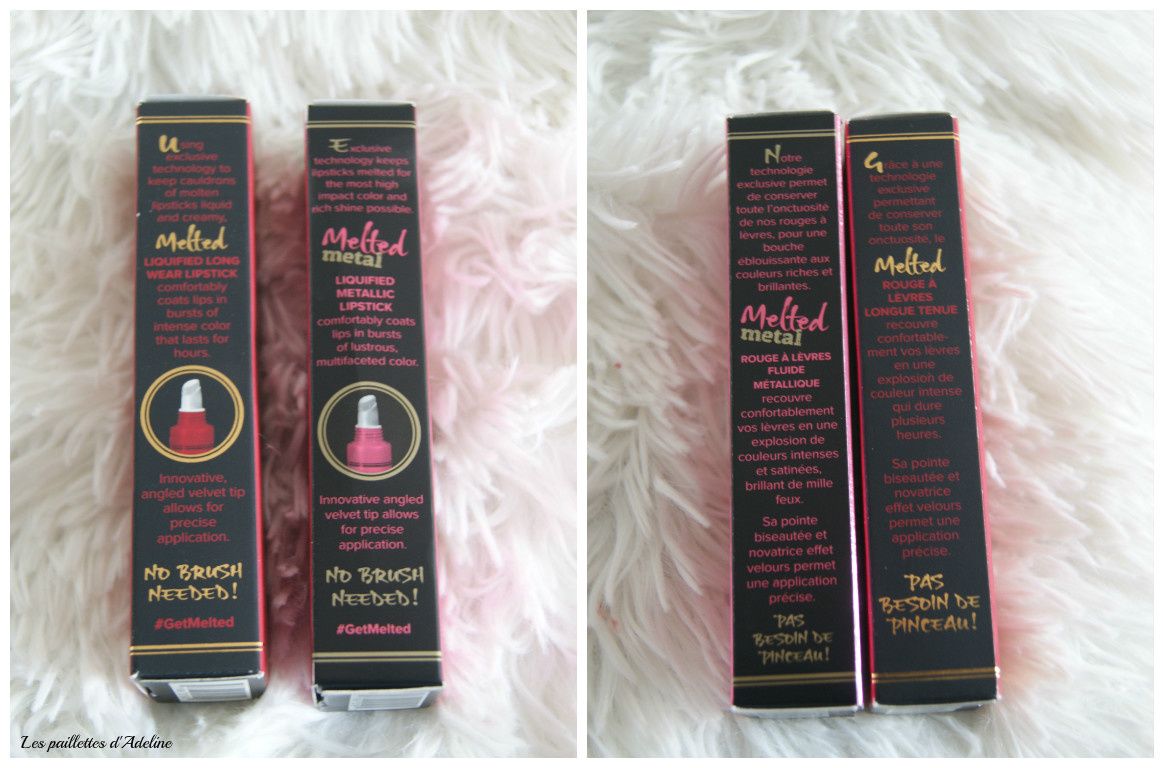 Using
exclusive
technology to
keep cauldrons
of molten
lipsticks liquid
and creamy,
Melted
LIQUIFIED LONG
WEAR LIPSTICK
comfortably
coats lips in
bursts of
intense color
that lasts for
hours.
Innovative,
angled velvet tip
allows for
precise
application.
NO BRUSH
NEEDED!
#GetMelted
Exclusive
technology keeps
lipsticks melted for
the most high
impact color and
rich shine possible.
Melted
metal
LIQUIFIED
METALLIC
LIPSTICK
comfortably coats
lips in bursts
of lustrous,
multifaceted color.
Innovative angled
velvet tip allows
for precise
application.
NO BRUSH
NEEDED!
#GetMelted
Notre
technologie
exclusive permet
de conserver
toute l'onctuosité
de nos rouges à
lèvres, pour une
bouche
éblouissante aux
couleurs riches et
brillantes.
Melted
metal
ROUGE À LÈVRES
FLUIDE
MÉTALLIQUE
recouvre
confortablement
vos lèvres en une
explosion de
couleurs intenses
et satinées,
brillant de mille
feux.
Sa pointe
biseautée et
novatrice effet
velours permet
une application
précise.
PAS
BESOIN DE
PINCEAU!
Grâce à une
technologie
exclusive
permettant
de conserver
toute son
onctuosité, le
Melted
ROUGE À
LÈVRES
LONGUE TENUE
recouvre
confortable-
ment vos lèvres
en une
explosion de
couleur intense
qui dure
plusieurs
heures.
Sa pointe
biseautée et
novatrice
effet velours
permet une
application
précise.
PAS
BESOIN DE
PINCEAU!
Les paillettes d'Adeline